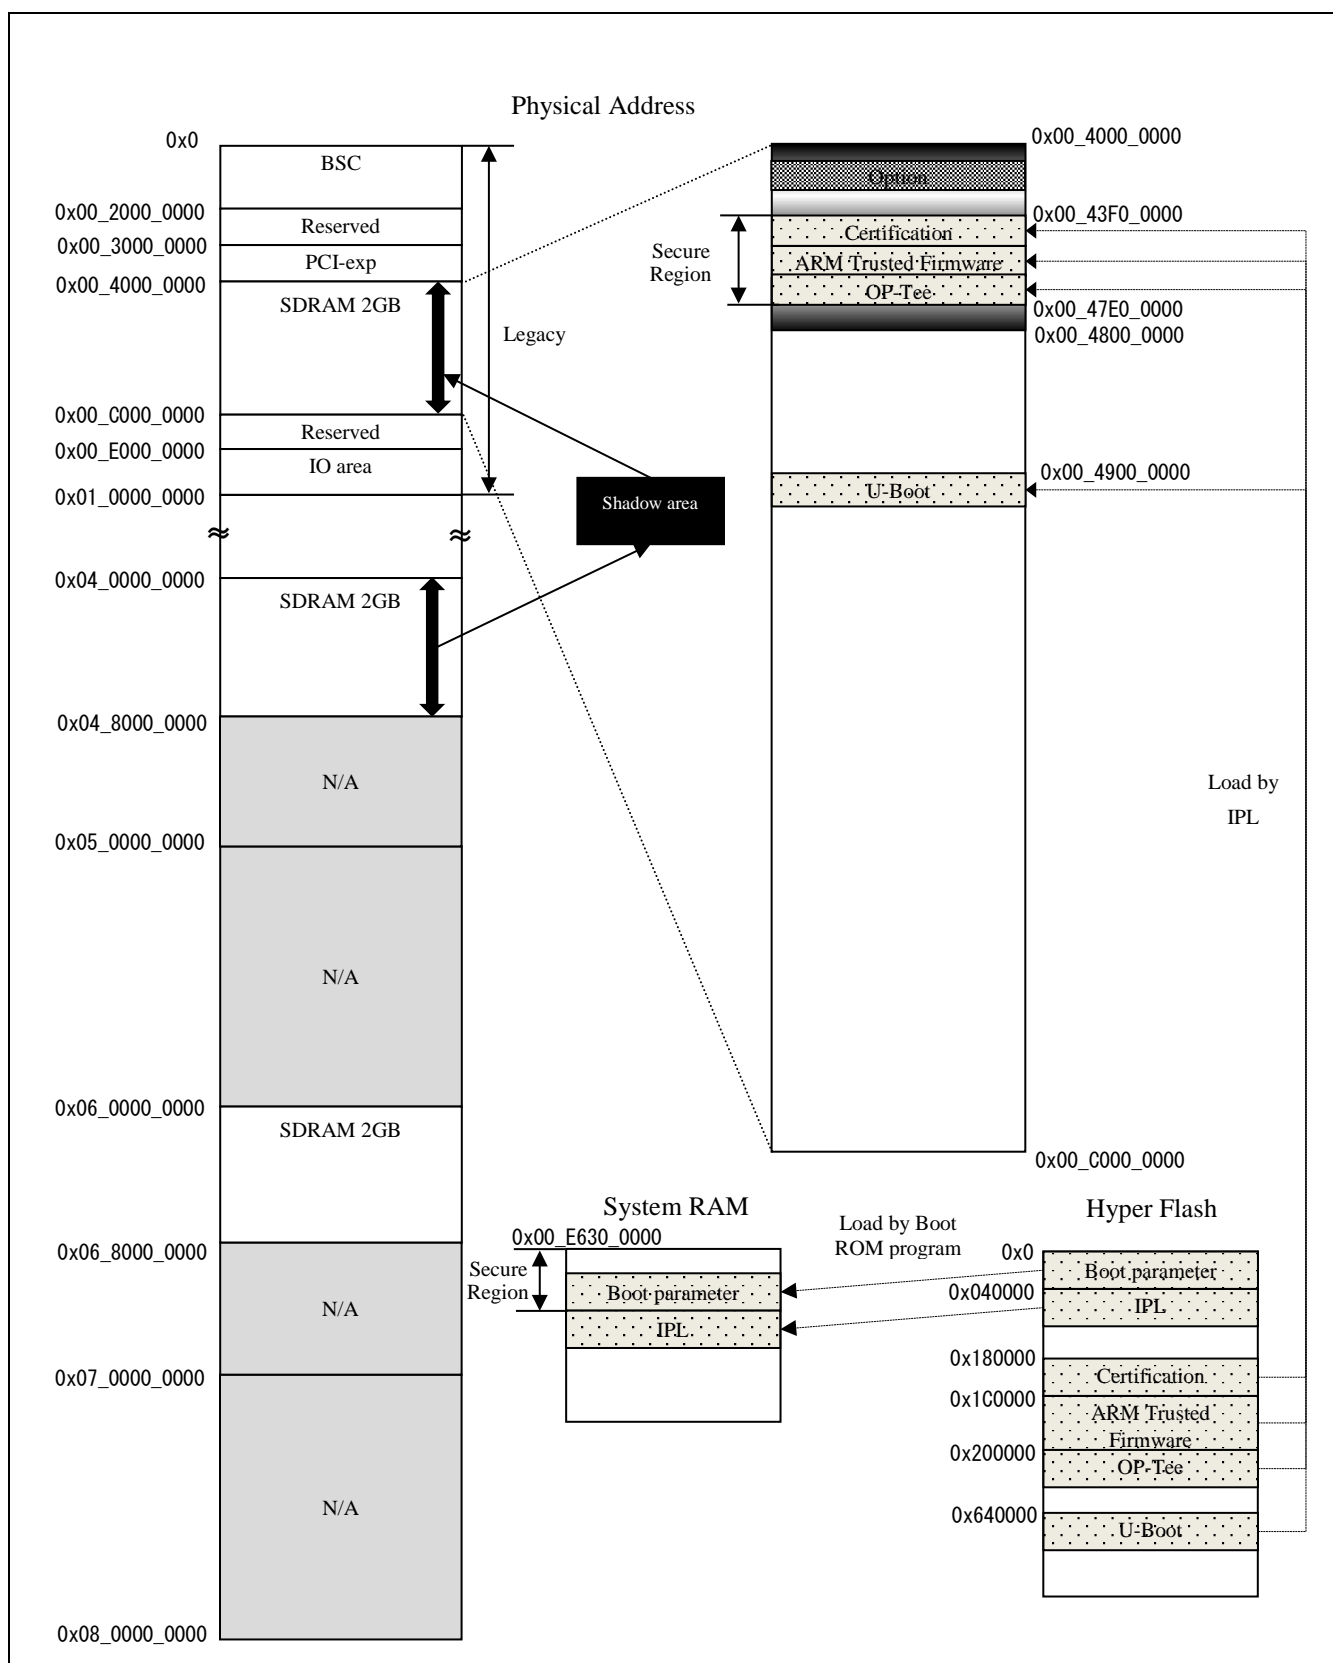 Physical Address
0x0
BSC
0x00_2000_0000
Reserved
0x00_3000_0000
PCI-exp
0x00_4000_0000
SDRAM 2GB
Legacy
0x00_C000_0000
Reserved
0x00_E000_0000
IO area
0x01_0000_0000
Shadow area
0x04_0000_0000
SDRAM 2GB
0x04_8000_0000
N/A
0x05_0000_0000
N/A
0x06_0000_0000
SDRAM 2GB
0x06_8000_0000
N/A
0x07_0000_0000
N/A
0x08_0000_0000
0x00_4000_0000
Option
0x00_43F0_0000
Secure
Region
Certification
ARM Trusted Firmware
OP-Tee
0x00_47E0_0000
0x00_4800_0000
0x00_4900_0000
U-Boot
Load by
IPL
0x00_C000_0000
System RAM
0x00_E630_0000
Secure
Region
Boot parameter
IPL
Load by Boot
ROM program
Hyper Flash
0x0
Boot parameter
0x040000
IPL
0x180000
Certification
0x1C0000
ARM Trusted
Firmware
0x200000
OP-Tee
0x640000
U-Boot